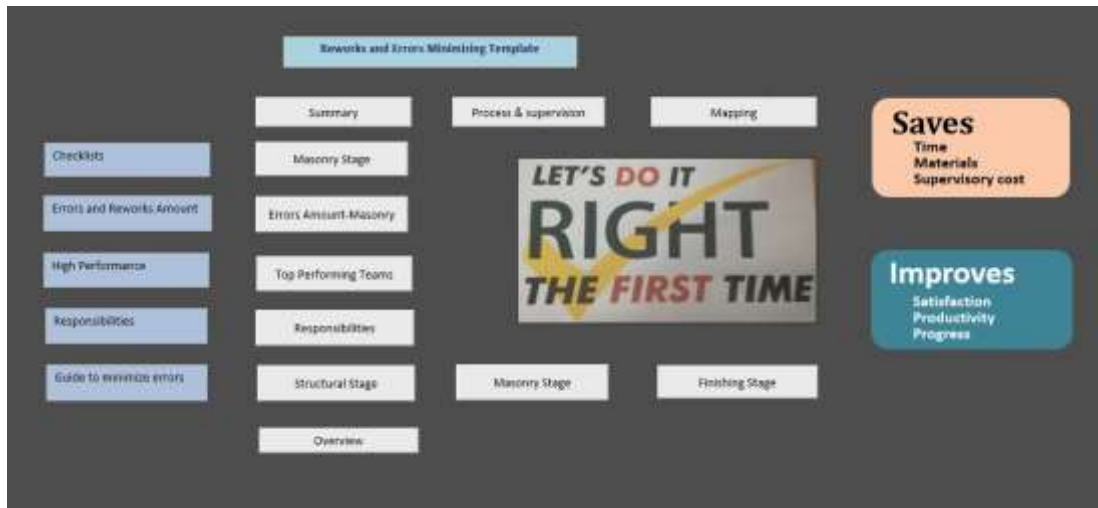 Reworks and Errors Minimizing Template
Summary
Process & supervision
Mapping
Checklists
Masonry Stage
Errors and Reworks Amount
Errors Amount-Masonry
High Performance
Top Performing Teams
Responsibilities
Responsibilities
Guide to minimize errors
Structural Stage
Masonry Stage
Finishing Stage
Overview
LET'S DO IT
RIGHT
THE FIRST TIME
Saves
Time
Materials
Supervisory cost
Improves
Satisfaction
Productivity
Progress